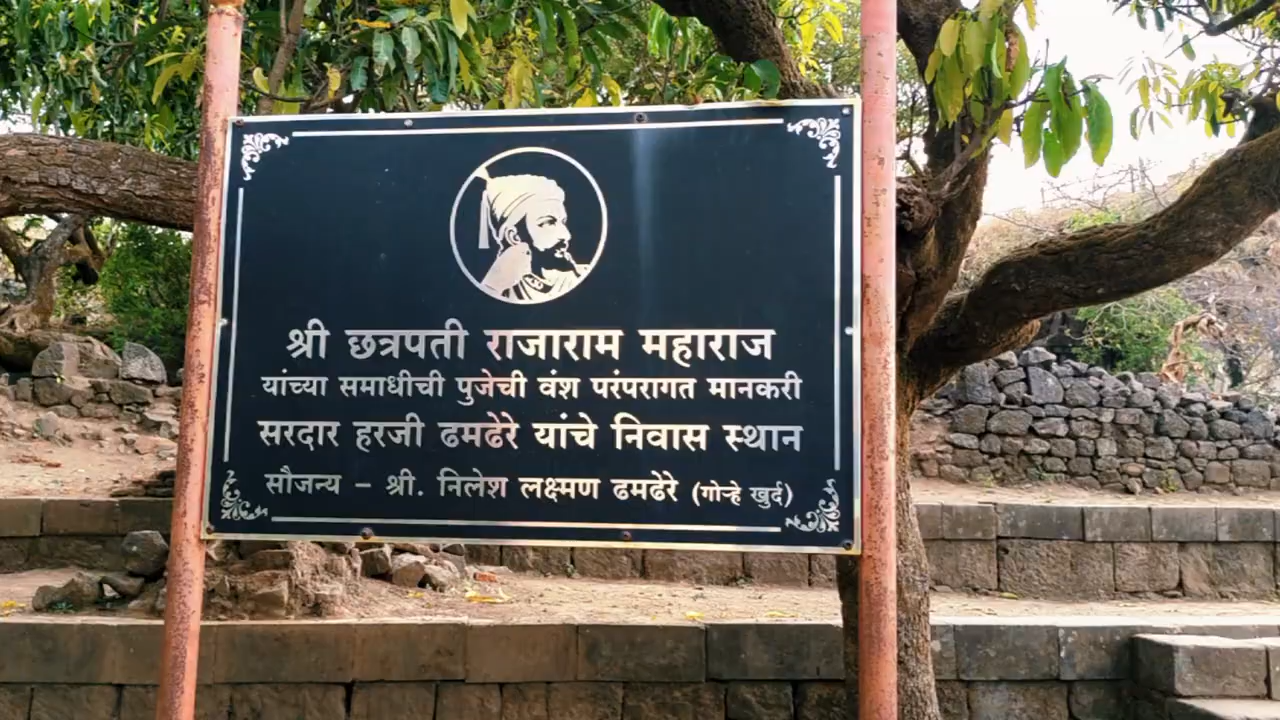 श्री छत्रपती राजाराम महाराज
यांच्या समाधीची पुजेची वंश परंपरागत मानकरी
सरदार हरजी ढमढेरे यांचे निवास स्थान
सौजन्य - श्री. निलेश लक्ष्मण ढमढेरे (गोऱ्हे खुर्द)